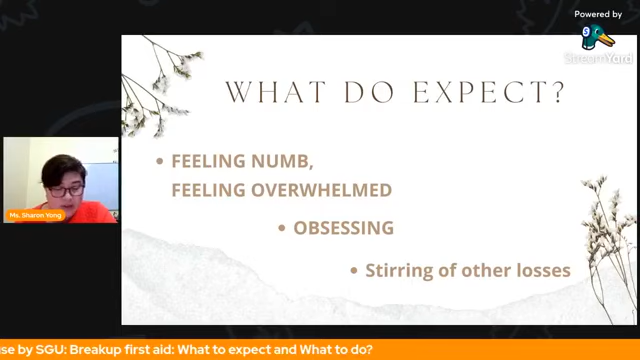 Powered by
StreamYard
WHAT DO EXPECT?
• FEELING NUMB,
FEELING OVERWHELMED
• OBSESSING
• Stirring of other losses
Ms. Sharon Yong
se by SGU: Breakup first aid: What to expect and What to do?